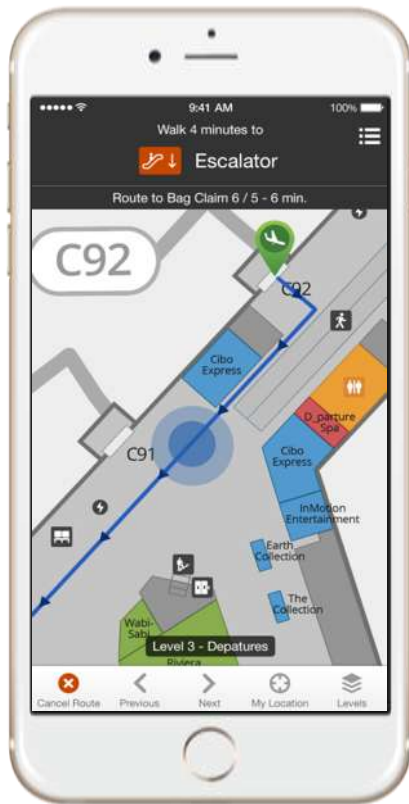 9:41 AM
100%
Walk 4 minutes to
Escalator
Route to Bag Claim 6 / 5 - 6 min.
C92
C92
Cibo
Express
D_parture
Spa
Cibo
Express
C91
InMotion
Entertainment
Earth
Collection
The
Collection
Wabi-
Sabi
Level 3 - Depatures
Riviera
Cancel Route
Previous
Next
My Location
Levels